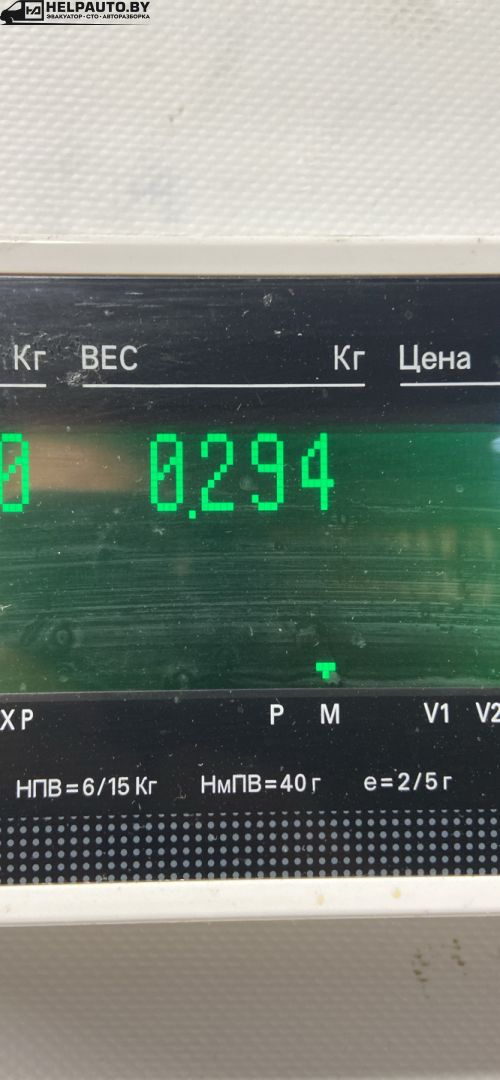 HELPAUTO.BY
ЭВАКУАТОР · СТО · АВТОРАЗБОРКА
Кг ВЕС Кг Цена
0 0.294
Х Р Р М V1 V2
НПВ=6/15 Кг НмПВ=40 г е=2/5 г